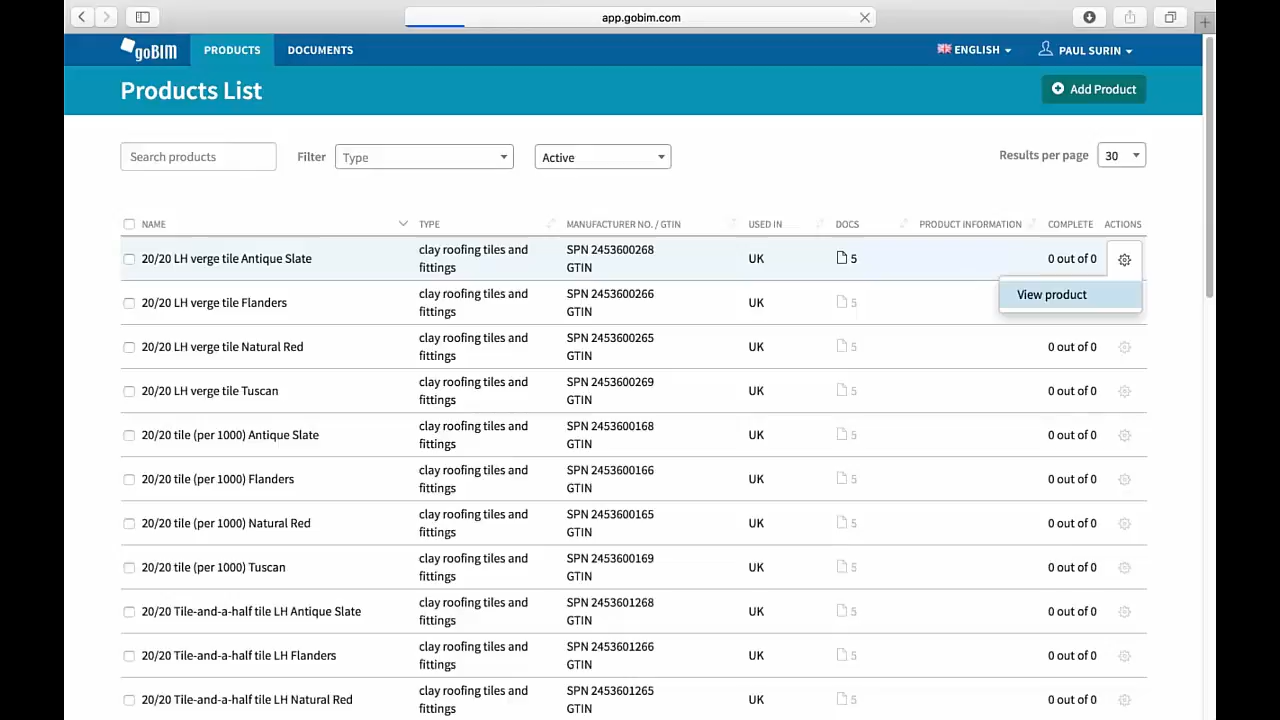 app.gobim.com
goBIM PRODUCTS DOCUMENTS ENGLISH PAUL SURIN
Products List Add Product
Search products Filter Type Active Results per page 30
NAME TYPE MANUFACTURER NO. / GTIN USED IN DOCS PRODUCT INFORMATION COMPLETE ACTIONS
20/20 LH verge tile Antique Slate clay roofing tiles and SPN 2453600268 UK 5 0 out of 0
fittings GTIN
View product
20/20 LH verge tile Flanders clay roofing tiles and SPN 2453600266 UK 5
fittings GTIN
20/20 LH verge tile Natural Red clay roofing tiles and SPN 2453600265 UK 5 0 out of 0
fittings GTIN
20/20 LH verge tile Tuscan clay roofing tiles and SPN 2453600269 UK 5 0 out of 0
fittings GTIN
20/20 tile (per 1000) Antique Slate clay roofing tiles and SPN 2453600168 UK 5 0 out of 0
fittings GTIN
20/20 tile (per 1000) Flanders clay roofing tiles and SPN 2453600166 UK 5 0 out of 0
fittings GTIN
20/20 tile (per 1000) Natural Red clay roofing tiles and SPN 2453600165 UK 5 0 out of 0
fittings GTIN
20/20 tile (per 1000) Tuscan clay roofing tiles and SPN 2453600169 UK 5 0 out of 0
fittings GTIN
20/20 Tile-and-a-half tile LH Antique Slate clay roofing tiles and SPN 2453601268 UK 5 0 out of 0
fittings GTIN
20/20 Tile-and-a-half tile LH Flanders clay roofing tiles and SPN 2453601266 UK 5 0 out of 0
fittings GTIN
20/20 Tile-and-a-half tile LH Natural Red clay roofing tiles and SPN 2453601265 UK 5 0 out of 0
fittings GTIN